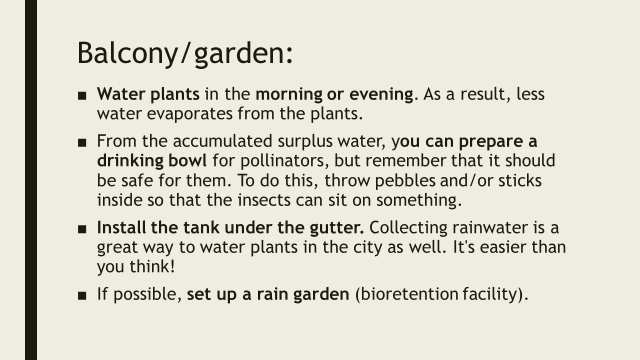 Balcony/garden:
■ Water plants in the morning or evening. As a result, less
water evaporates from the plants.
■ From the accumulated surplus water, you can prepare a
drinking bowl for pollinators, but remember that it should
be safe for them. To do this, throw pebbles and/or sticks
inside so that the insects can sit on something.
■ Install the tank under the gutter. Collecting rainwater is a
great way to water plants in the city as well. It's easier than
you think!
■ If possible, set up a rain garden (bioretention facility).